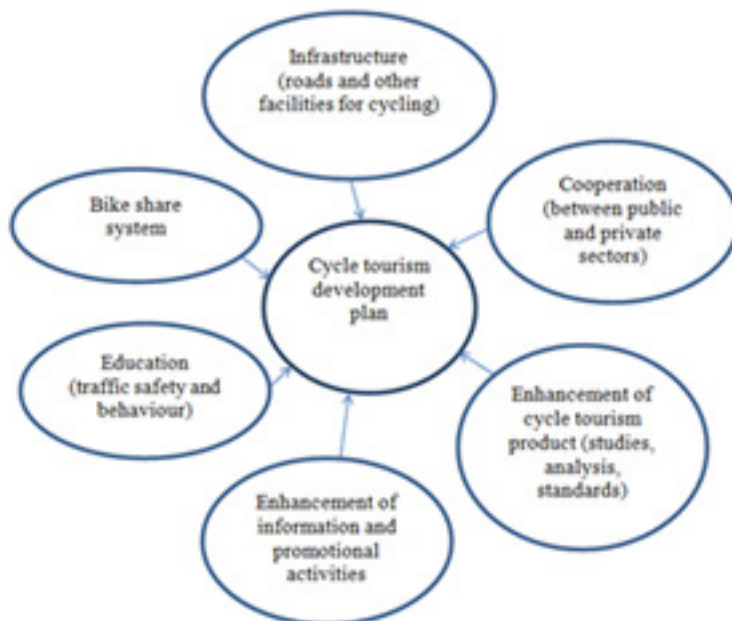 Infrastructure
(roads and other
facilities for cycling)
Cooperation
(between public
and private
sectors)
Bike share
system
Cycle tourism
development
plan
Education
(traffic safety and
behaviour)
Enhancement of
cycle tourism
product (studies,
analysis,
standards)
Enhancement of
information and
promotional
activities